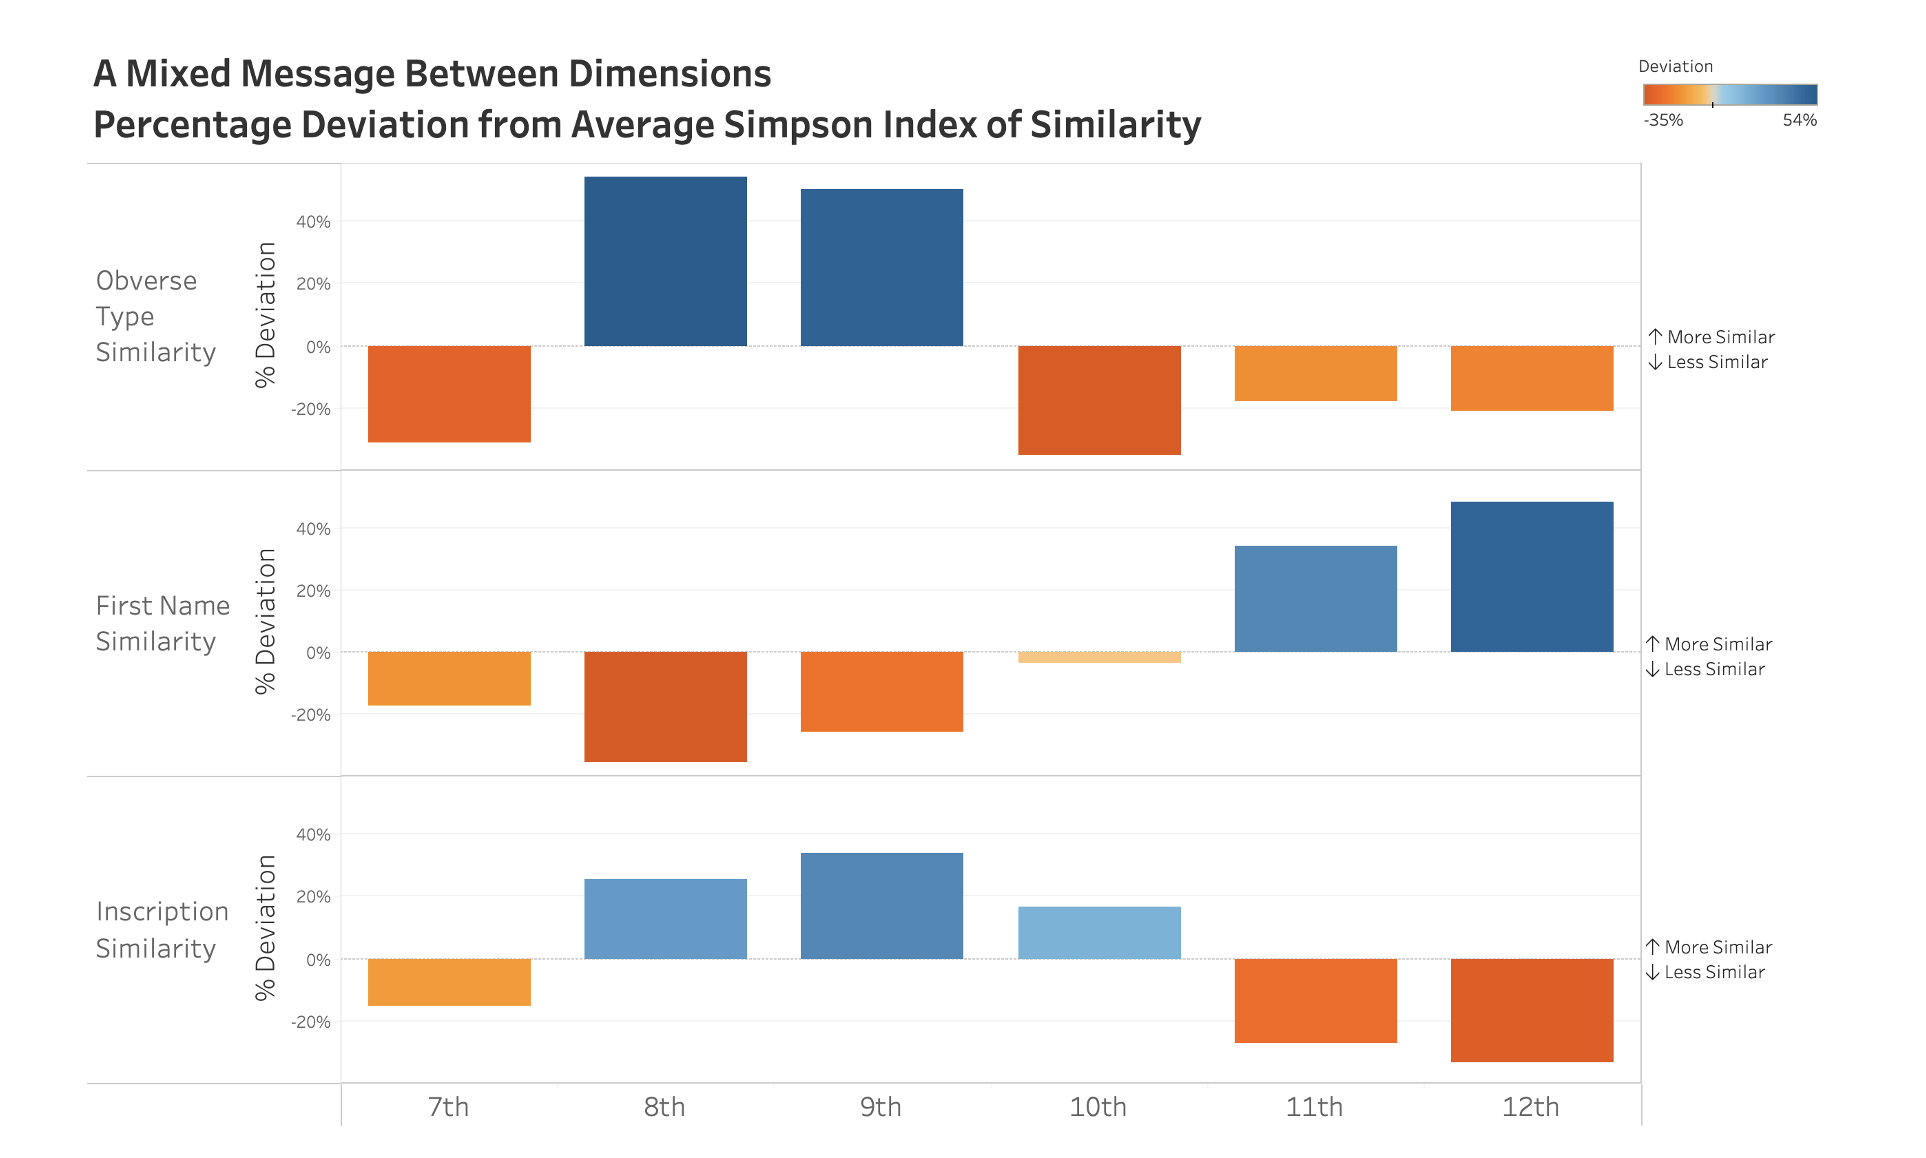 A Mixed Message Between Dimensions
Percentage Deviation from Average Simpson Index of Similarity
Deviation
-35% 54%
Obverse
Type
Similarity
% Deviation
40%
20%
0%
-20%
↑ More Similar
↓ Less Similar
First Name
Similarity
% Deviation
40%
20%
0%
-20%
↑ More Similar
↓ Less Similar
Inscription
Similarity
% Deviation
40%
20%
0%
-20%
↑ More Similar
↓ Less Similar
7th 8th 9th 10th 11th 12th